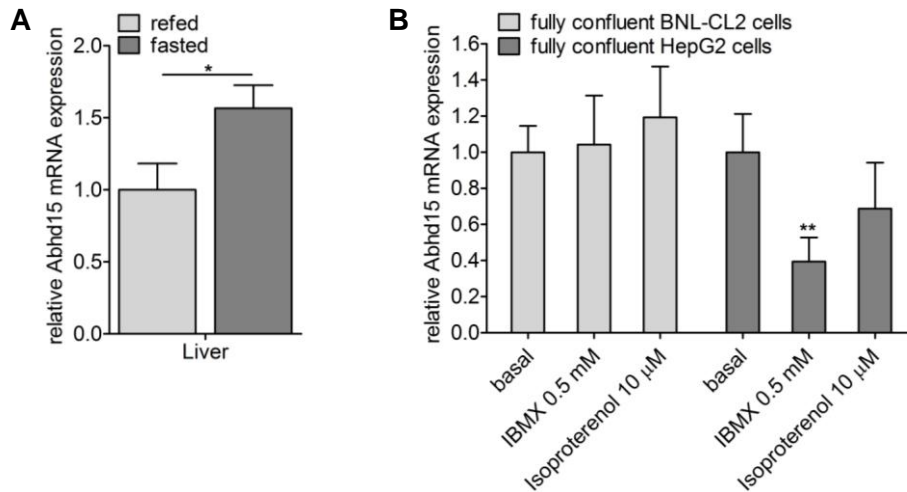 A
refed
fasted
relative Abhd15 mRNA expression
2.0
1.5
1.0
0.5
0.0
*
Liver
B
fully confluent BNL-CL2 cells
fully confluent HepG2 cells
relative Abhd15 mRNA expression
1.6
1.4
1.2
1.0
0.8
0.6
0.4
0.2
0.0
**
basal
IBMX 0.5 mM
Isoproterenol 10 µM
basal
IBMX 0.5 mM
Isoproterenol 10 µM